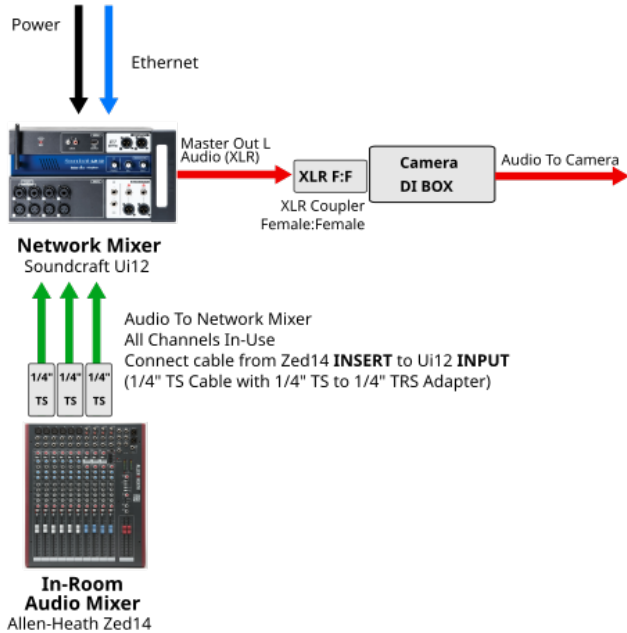 Power
Ethernet
Master Out L
Audio (XLR)
XLR F:F
Camera
DI BOX
Audio To Camera
XLR Coupler
Female:Female
Network Mixer
Soundcraft Ui12
Audio To Network Mixer
All Channels In-Use
Connect cable from Zed14 INSERT to Ui12 INPUT
(1/4" TS Cable with 1/4" TS to 1/4" TRS Adapter)
1/4" 1/4" 1/4"
TS TS TS
In-Room
Audio Mixer
Allen-Heath Zed14